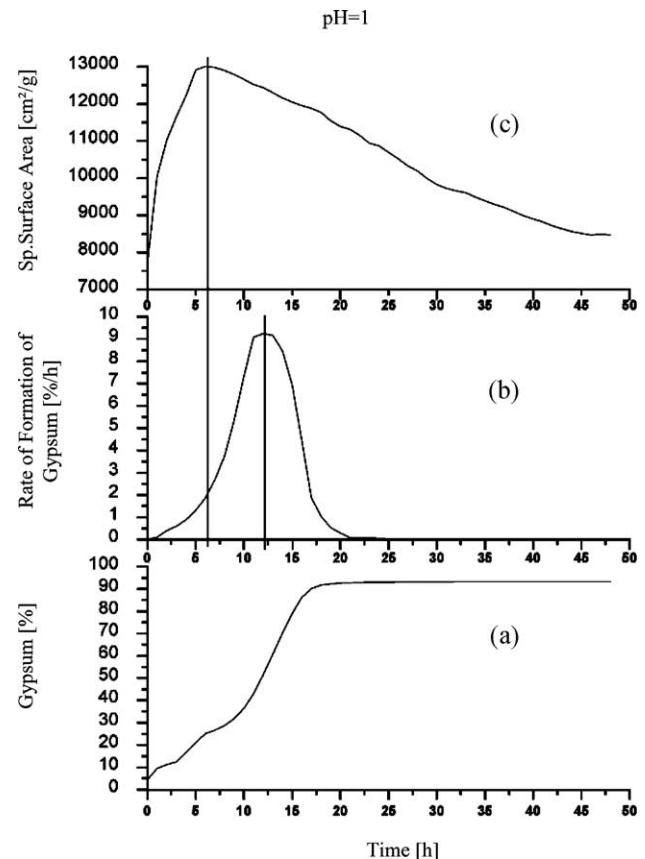 pH=1
Sp.Surface Area [cm²/g]
13000
12000
11000
10000
9000
8000
7000
(c)
0 5 10 15 20 25 30 35 40 45 50
Rate of Formation of
Gypsum [%/h]
10
9
8
7
6
5
4
3
2
1
0
(b)
0 5 10 15 20 25 30 35 40 45 50
Gypsum [%]
100
90
80
70
60
50
40
30
20
10
0
(a)
0 5 10 15 20 25 30 35 40 45 50
Time [h]